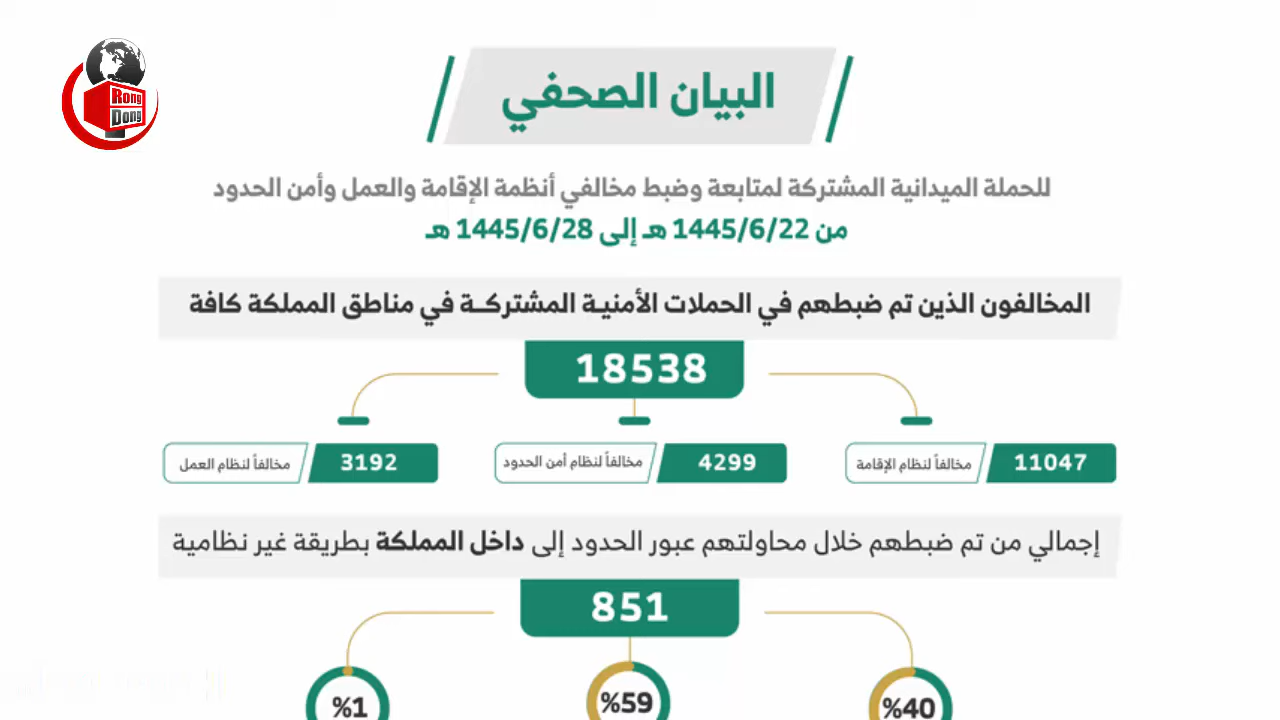 Rong
Dong
البيان الصحفي
للحملة الميدانية المشتركة لمتابعة وضبط مخالفي أنظمة الإقامة والعمل وأمن الحدود
من 1445/6/22 هـ إلى 1445/6/28 هـ
المخالفون الذين تم ضبطهم في الحملات الأمنيـة المشتركـة في مناطق المملكة كافة
18538
11047 مخالفاً لنظام الإقامة
4299 مخالفاً لنظام أمن الحدود
3192 مخالفاً لنظام العمل
إجمالي من تم ضبطهم خلال محاولتهم عبور الحدود إلى داخل المملكة بطريقة غير نظامية
851
%40
%59
%1